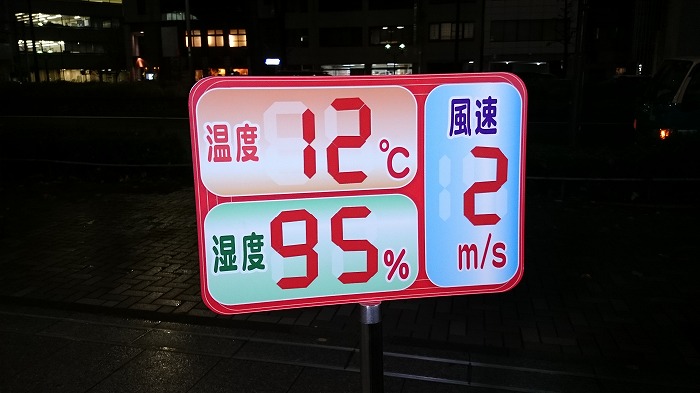 温度 12℃
湿度 95%
風速
2
m/s